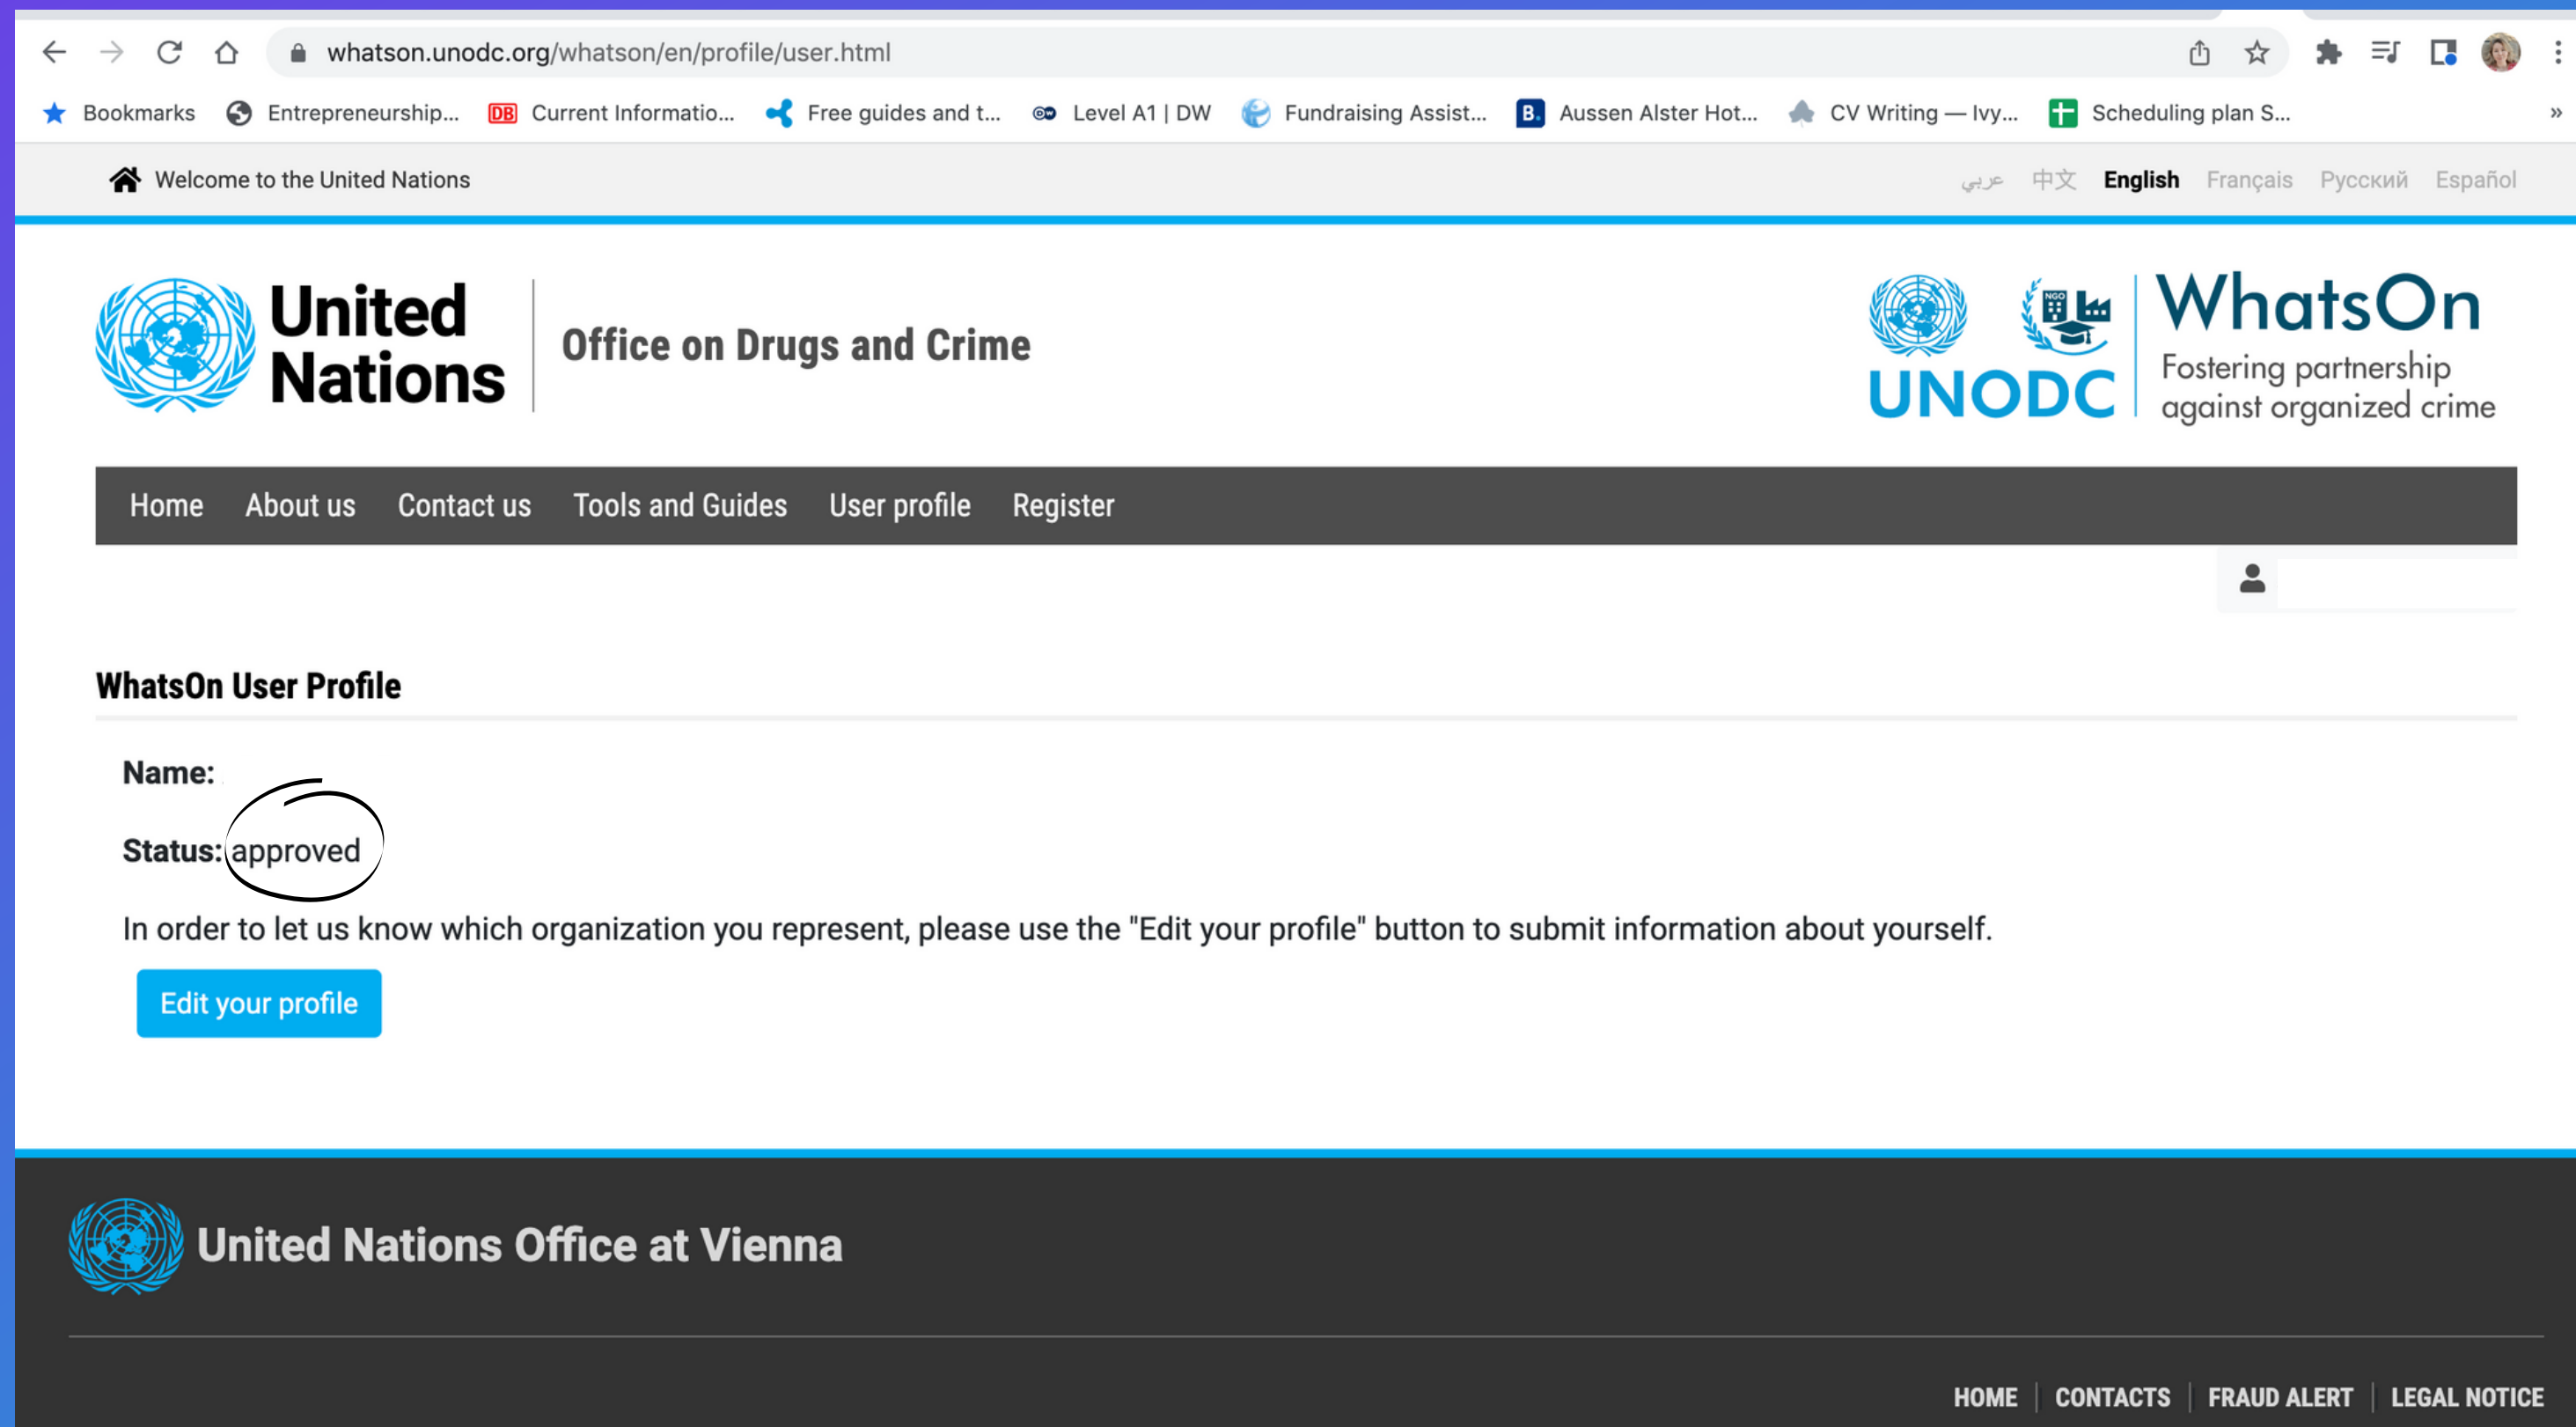 whatson.unodc.org/whatson/en/profile/user.html
Bookmarks Entrepreneurship... DB Current Informatio... Free guides and t... DW Level A1 | DW Fundraising Assist... B. Aussen Alster Hot... CV Writing — Ivy... Scheduling plan S... »
Welcome to the United Nations عربي 中文 English Français Русский Español
United
Nations
Office on Drugs and Crime
NGO
UNODC
WhatsOn
Fostering partnership
against organized crime
Home About us Contact us Tools and Guides User profile Register
WhatsOn User Profile
Name:
Status: approved
In order to let us know which organization you represent, please use the "Edit your profile" button to submit information about yourself.
Edit your profile
United Nations Office at Vienna
HOME | CONTACTS | FRAUD ALERT | LEGAL NOTICE